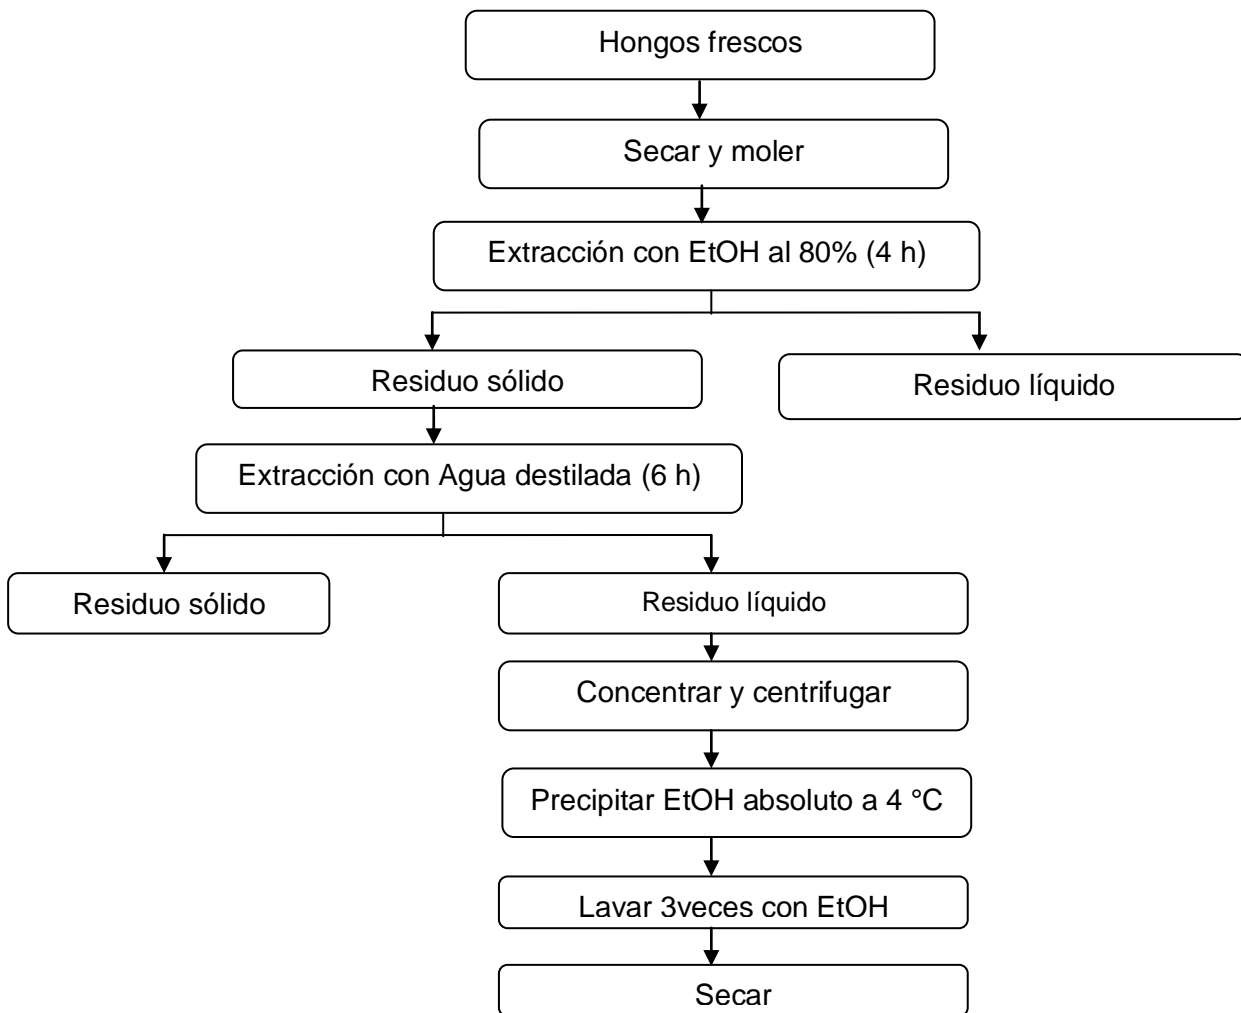 Hongos frescos
Secar y moler
Extracción con EtOH al 80% (4 h)
Residuo sólido
Residuo líquido
Extracción con Agua destilada (6 h)
Residuo sólido
Residuo líquido
Concentrar y centrifugar
Precipitar EtOH absoluto a 4 °C
Lavar 3veces con EtOH
Secar